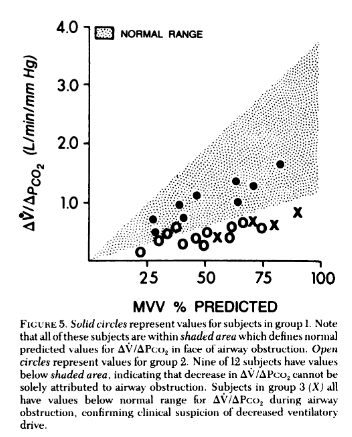 4.0
NORMAL RANGE
3.0
2.0
1.0
ΔV̇/ΔPCO₂ (L/min/mm Hg)
25 50 75 100
MVV % PREDICTED
FIGURE 5. Solid circles represent values for subjects in group 1. Note
that all of these subjects are within shaded area which defines normal
predicted values for ΔV̇/ΔPCO₂ in face of airway obstruction. Open
circles represent values for group 2. Nine of 12 subjects have values
below shaded area, indicating that decrease in ΔV̇/ΔPCO₂ cannot be
solely attributed to airway obstruction. Subjects in group 3 (X) all
have values below normal range for ΔV̇/ΔPCO₂ during airway
obstruction, confirming clinical suspicion of decreased ventilatory
drive.